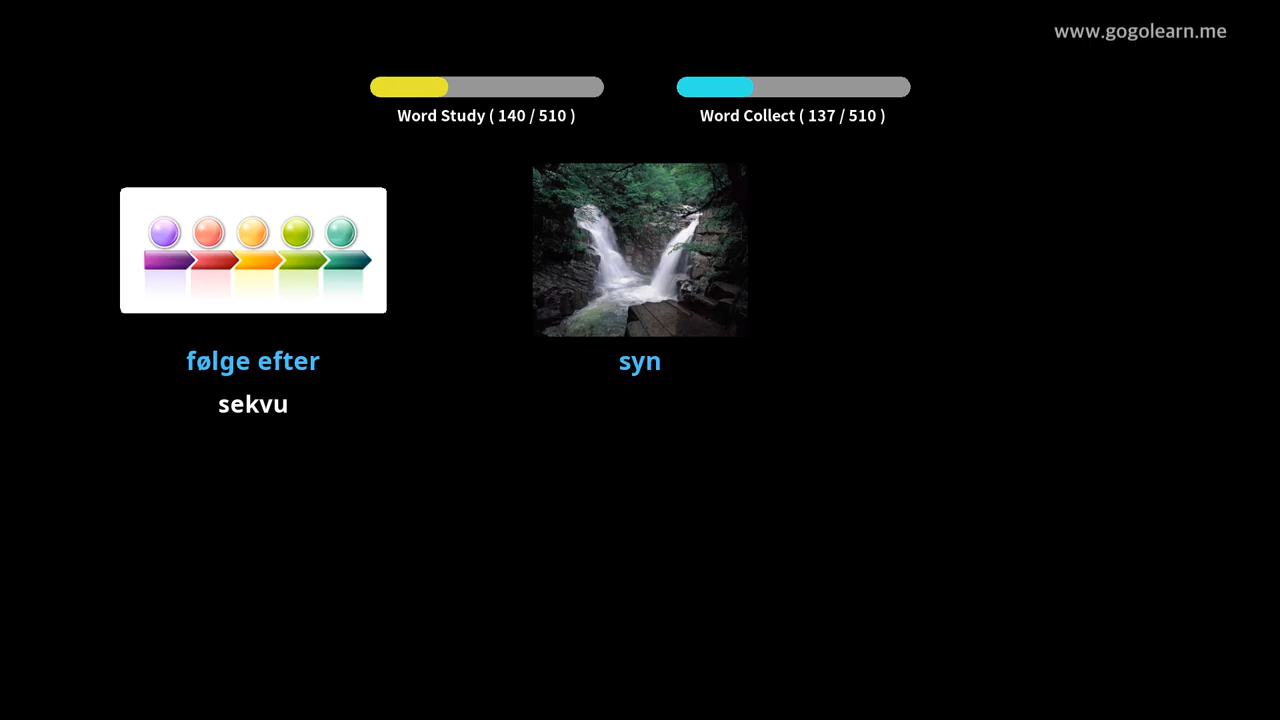 www.gogolearn.me
Word Study ( 140 / 510 )
Word Collect ( 137 / 510 )
følge efter
syn
sekvu